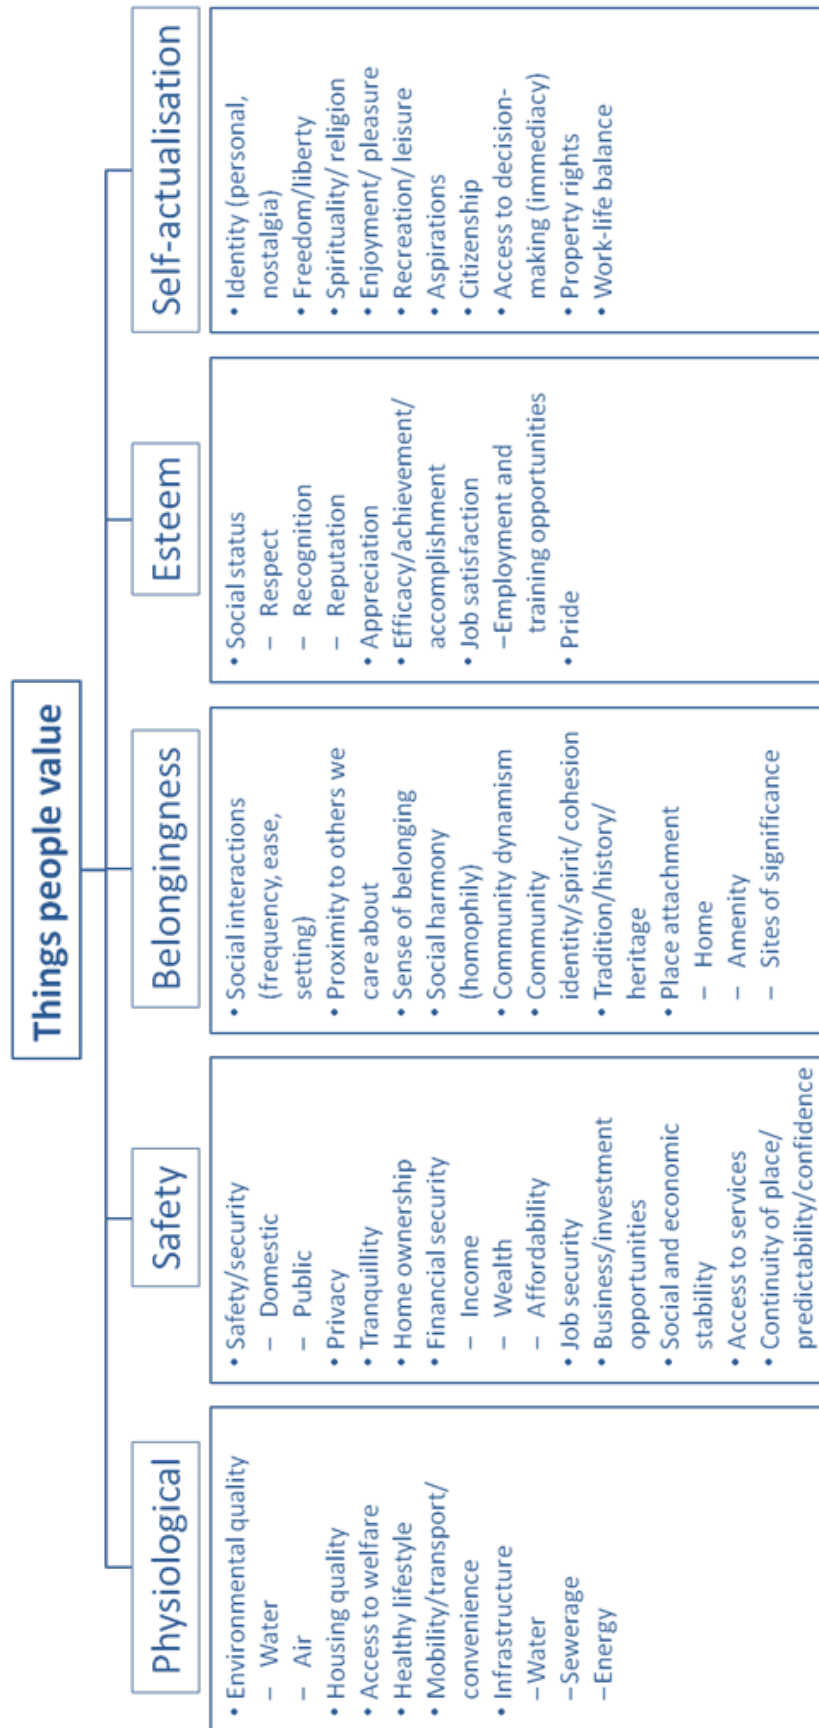 Things people value
Physiological
• Environmental quality
– Water
– Air
• Housing quality
• Access to welfare
• Healthy lifestyle
• Mobility/transport/
convenience
• Infrastructure
–Water
–Sewerage
–Energy
Safety
• Safety/security
– Domestic
– Public
• Privacy
• Tranquillity
• Home ownership
• Financial security
– Income
– Wealth
– Affordability
• Job security
• Business/investment
opportunities
• Social and economic
stability
• Access to services
• Continuity of place/
predictability/confidence
Belongingness
• Social interactions
(frequency, ease,
setting)
• Proximity to others we
care about
• Sense of belonging
• Social harmony
(homophily)
• Community dynamism
• Community
identity/spirit/ cohesion
• Tradition/history/
heritage
• Place attachment
– Home
– Amenity
– Sites of significance
Esteem
• Social status
– Respect
– Recognition
– Reputation
• Appreciation
• Efficacy/achievement/
accomplishment
• Job satisfaction
–Employment and
training opportunities
• Pride
Self-actualisation
• Identity (personal,
nostalgia)
• Freedom/liberty
• Spirituality/ religion
• Enjoyment/ pleasure
• Recreation/ leisure
• Aspirations
• Citizenship
• Access to decision-
making (immediacy)
• Property rights
• Work-life balance